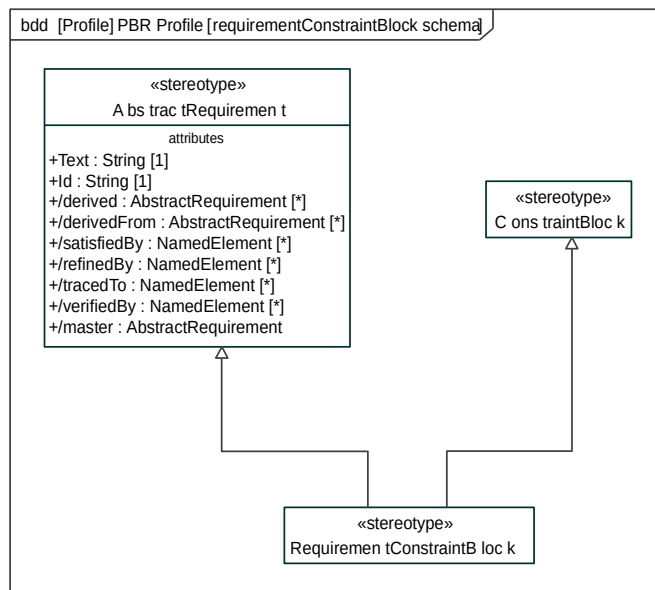 bdd [Profile] PBR Profile [requirementConstraintBlock schema]
«stereotype»
A bs trac tRequiremen t
attributes
+Text : String [1]
+Id : String [1]
+/derived : AbstractRequirement [*]
+/derivedFrom : AbstractRequirement [*]
+/satisfiedBy : NamedElement [*]
+/refinedBy : NamedElement [*]
+/tracedTo : NamedElement [*]
+/verifiedBy : NamedElement [*]
+/master : AbstractRequirement
«stereotype»
C ons traintBloc k
«stereotype»
Requiremen tConstraintB loc k